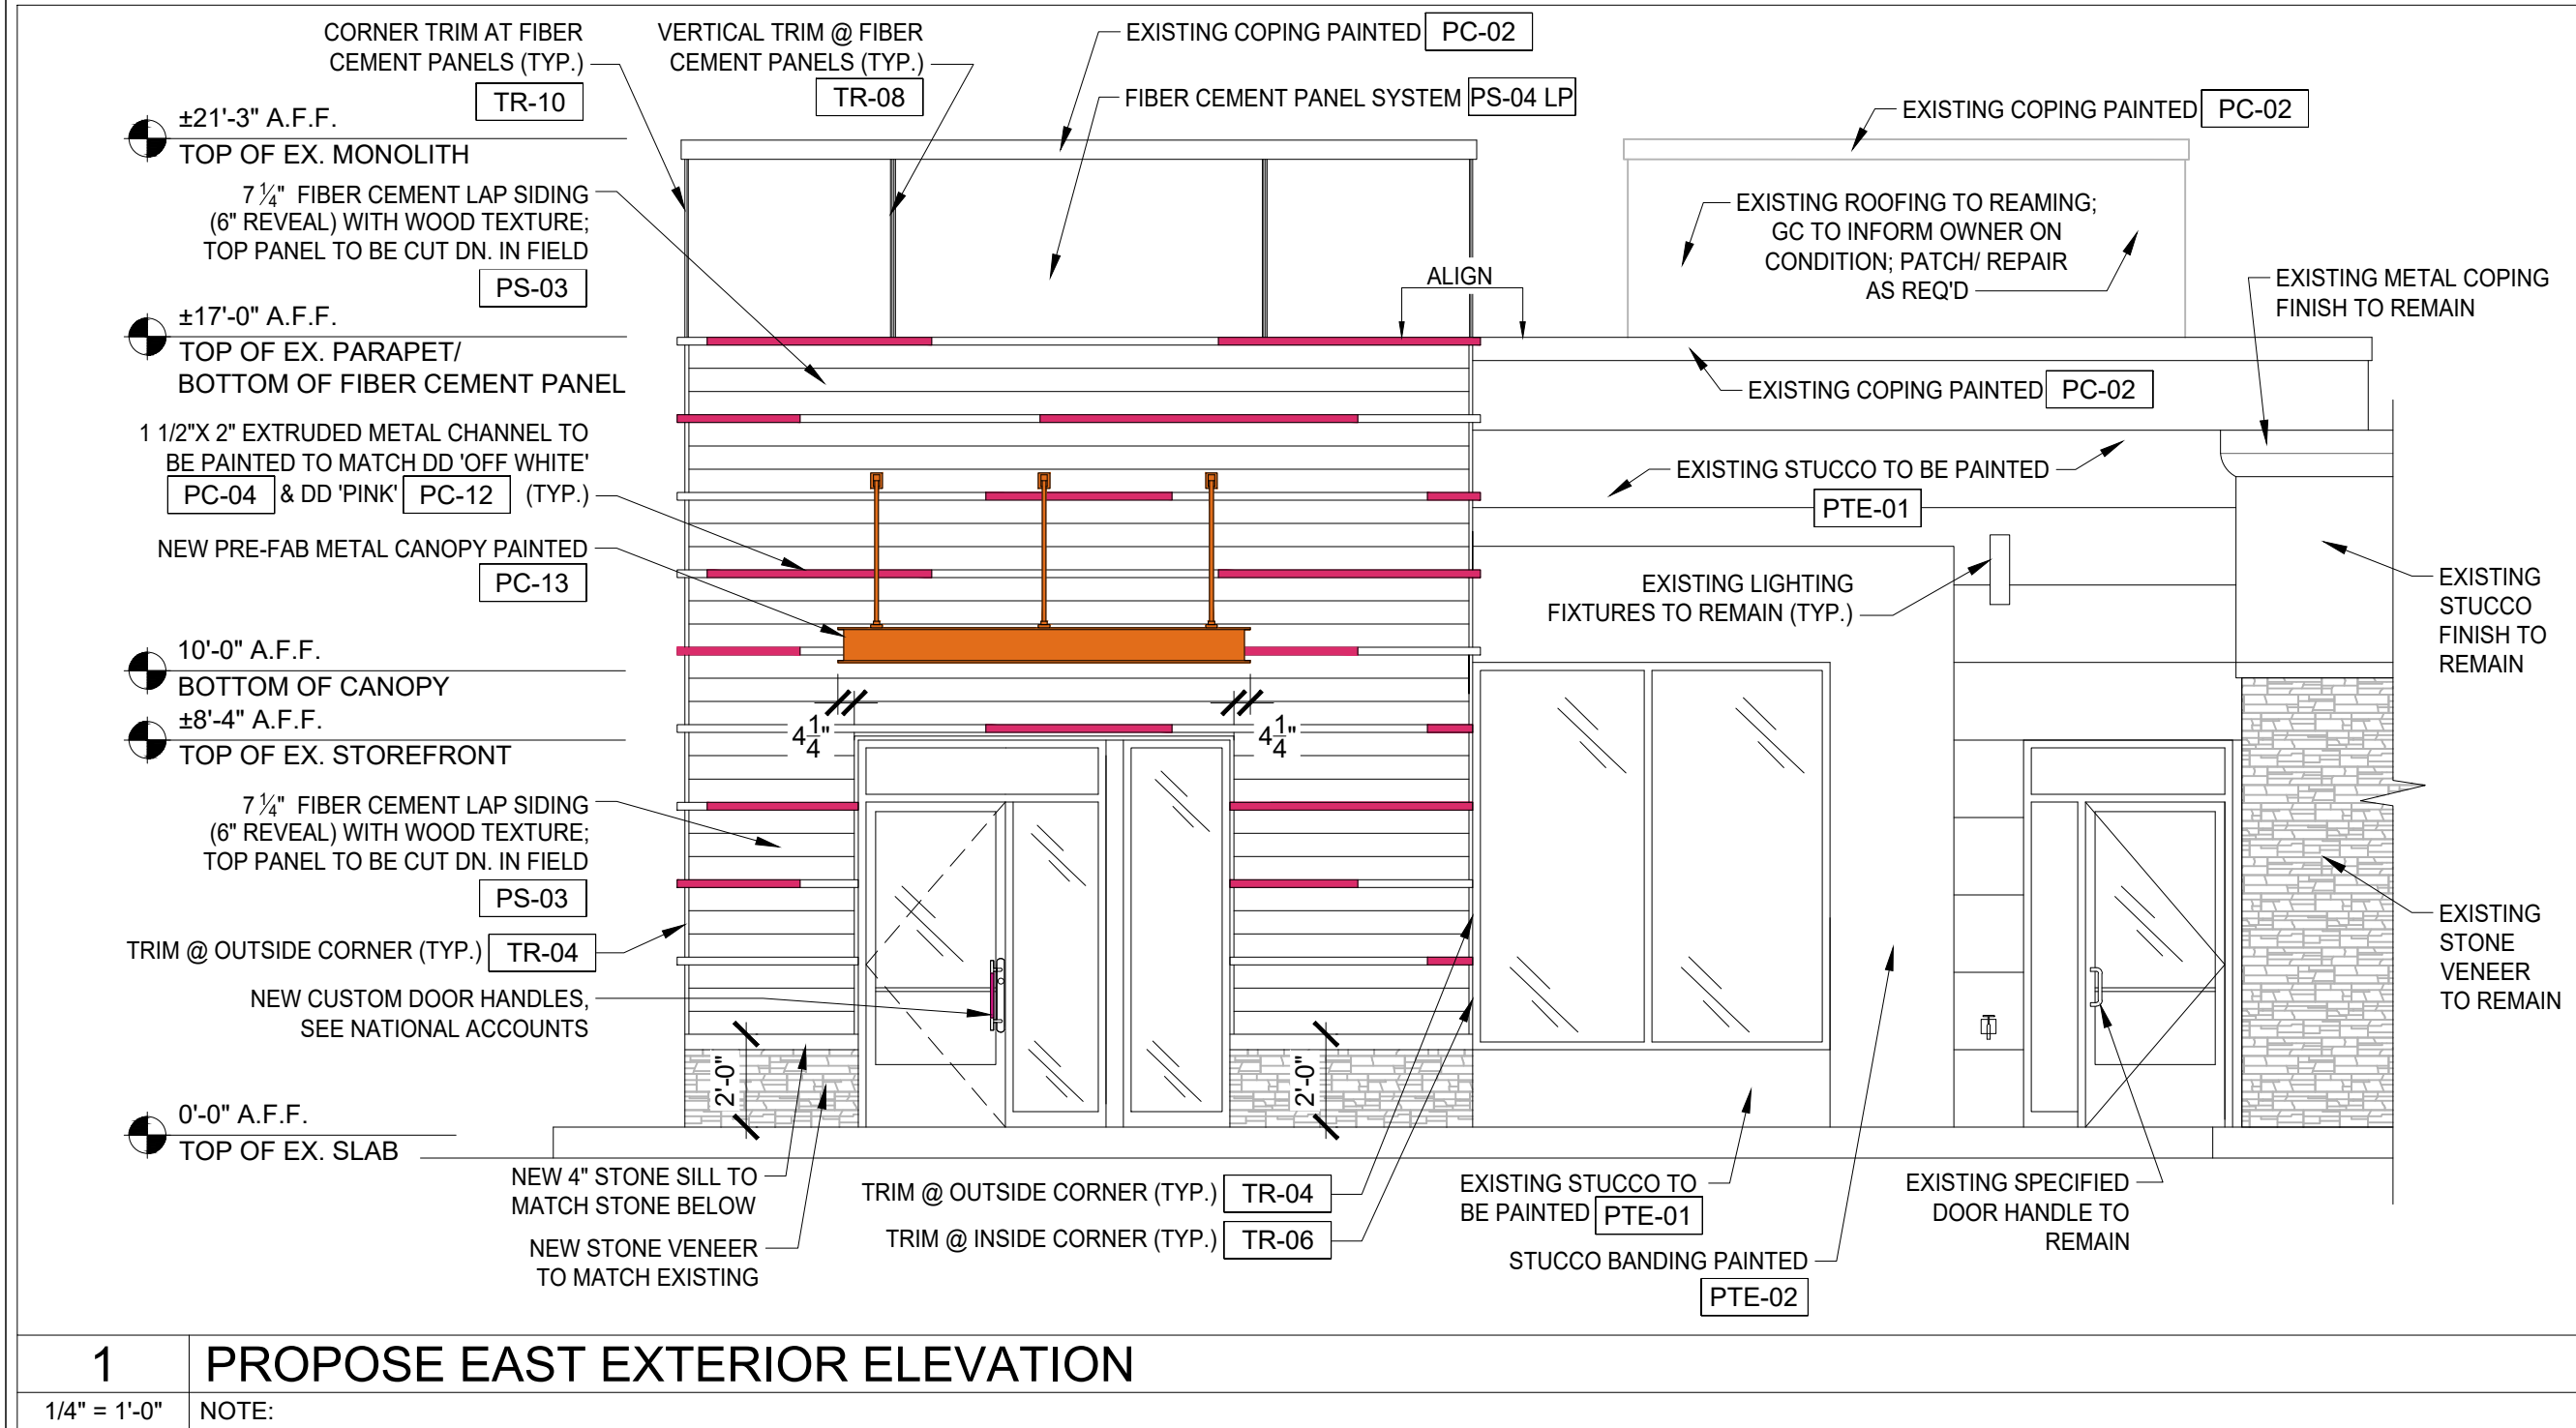 CORNER TRIM AT FIBER
CEMENT PANELS (TYP.)
TR-10
VERTICAL TRIM @ FIBER
CEMENT PANELS (TYP.)
TR-08
EXISTING COPING PAINTED PC-02
FIBER CEMENT PANEL SYSTEM PS-04 LP
EXISTING COPING PAINTED PC-02
±21'-3" A.F.F.
TOP OF EX. MONOLITH
7 ¼" FIBER CEMENT LAP SIDING
(6" REVEAL) WITH WOOD TEXTURE;
TOP PANEL TO BE CUT DN. IN FIELD
PS-03
EXISTING ROOFING TO REAMING;
GC TO INFORM OWNER ON
CONDITION; PATCH/ REPAIR
AS REQ'D
ALIGN
EXISTING METAL COPING
FINISH TO REMAIN
±17'-0" A.F.F.
TOP OF EX. PARAPET/
BOTTOM OF FIBER CEMENT PANEL
EXISTING COPING PAINTED PC-02
1 1/2"X 2" EXTRUDED METAL CHANNEL TO
BE PAINTED TO MATCH DD 'OFF WHITE'
PC-04 & DD 'PINK' PC-12 (TYP.)
EXISTING STUCCO TO BE PAINTED
PTE-01
NEW PRE-FAB METAL CANOPY PAINTED
PC-13
EXISTING LIGHTING
FIXTURES TO REMAIN (TYP.)
EXISTING
STUCCO
FINISH TO
REMAIN
10'-0" A.F.F.
BOTTOM OF CANOPY
±8'-4" A.F.F.
TOP OF EX. STOREFRONT
4 1/4"
4 1/4"
7 ¼" FIBER CEMENT LAP SIDING
(6" REVEAL) WITH WOOD TEXTURE;
TOP PANEL TO BE CUT DN. IN FIELD
PS-03
TRIM @ OUTSIDE CORNER (TYP.) TR-04
NEW CUSTOM DOOR HANDLES,
SEE NATIONAL ACCOUNTS
EXISTING
STONE
VENEER
TO REMAIN
2'-0"
2'-0"
0'-0" A.F.F.
TOP OF EX. SLAB
NEW 4" STONE SILL TO
MATCH STONE BELOW
NEW STONE VENEER
TO MATCH EXISTING
TRIM @ OUTSIDE CORNER (TYP.) TR-04
TRIM @ INSIDE CORNER (TYP.) TR-06
EXISTING STUCCO TO
BE PAINTED PTE-01
STUCCO BANDING PAINTED
PTE-02
EXISTING SPECIFIED
DOOR HANDLE TO
REMAIN
1 PROPOSE EAST EXTERIOR ELEVATION
1/4" = 1'-0" NOTE: